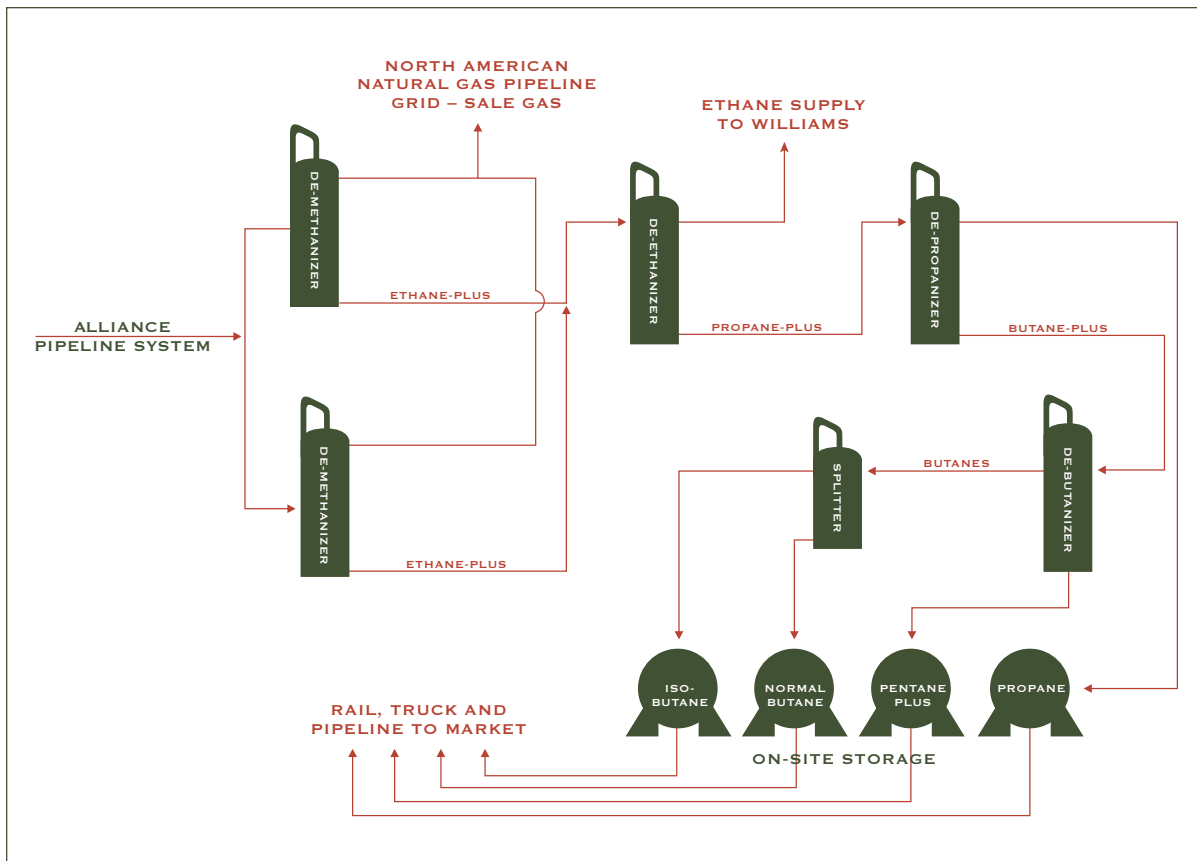 NORTH AMERICAN
NATURAL GAS PIPELINE
GRID – SALE GAS
ETHANE SUPPLY
TO WILLIAMS
DE-METHANIZER
DE-ETHANIZER
DE-PROPANIZER
ETHANE-PLUS
PROPANE-PLUS
BUTANE-PLUS
ALLIANCE
PIPELINE SYSTEM
DE-METHANIZER
SPLITTER
BUTANES
DE-BUTANIZER
ETHANE-PLUS
ISO-
BUTANE
NORMAL
BUTANE
PENTANE
PLUS
PROPANE
RAIL, TRUCK AND
PIPELINE TO MARKET
ON-SITE STORAGE